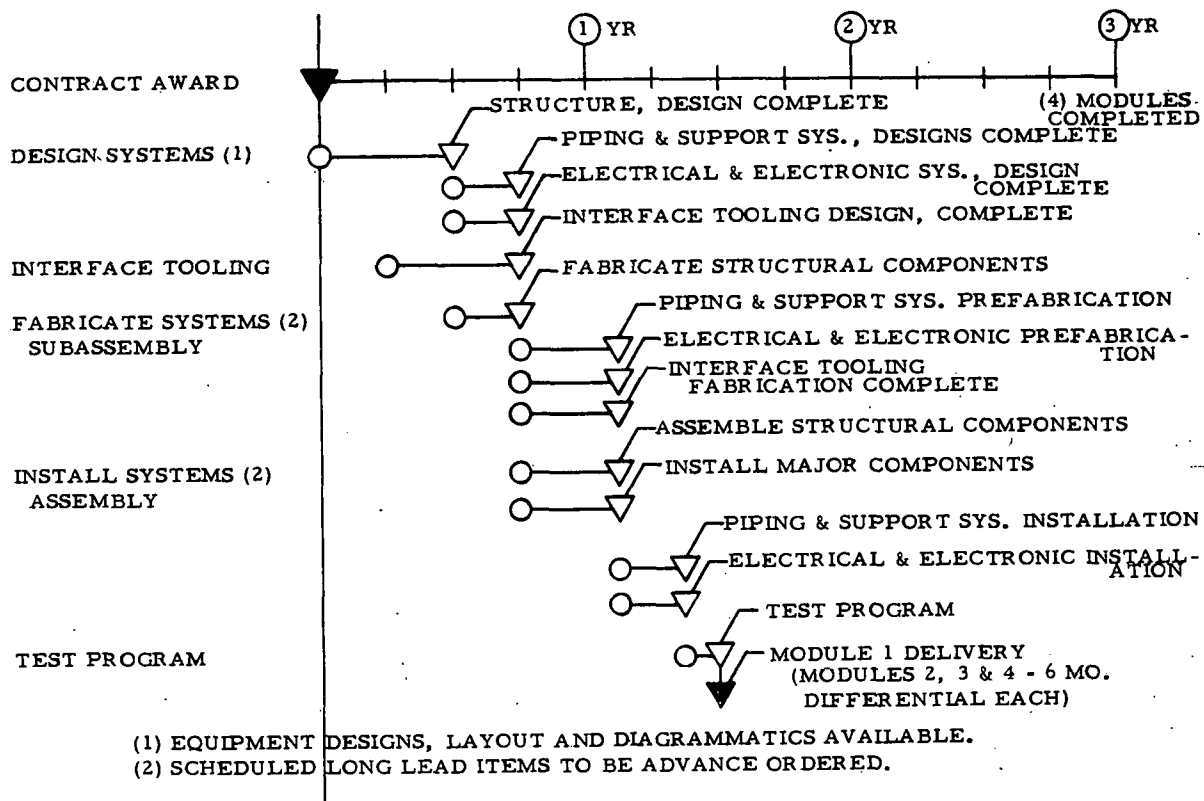 1 YR 2 YR 3 YR
CONTRACT AWARD
STRUCTURE, DESIGN COMPLETE
(4) MODULES
COMPLETED
DESIGN SYSTEMS (1)
PIPING & SUPPORT SYS., DESIGNS COMPLETE
ELECTRICAL & ELECTRONIC SYS., DESIGN
COMPLETE
INTERFACE TOOLING DESIGN, COMPLETE
INTERFACE TOOLING
FABRICATE STRUCTURAL COMPONENTS
FABRICATE SYSTEMS (2)
SUBASSEMBLY
PIPING & SUPPORT SYS. PREFABRICATION
ELECTRICAL & ELECTRONIC PREFABRICA-
TION
INTERFACE TOOLING
FABRICATION COMPLETE
ASSEMBLE STRUCTURAL COMPONENTS
INSTALL SYSTEMS (2)
ASSEMBLY
INSTALL MAJOR COMPONENTS
PIPING & SUPPORT SYS. INSTALLATION
ELECTRICAL & ELECTRONIC INSTALL-
ATION
TEST PROGRAM
TEST PROGRAM
MODULE 1 DELIVERY
(MODULES 2, 3 & 4 - 6 MO.
DIFFERENTIAL EACH)
(1) EQUIPMENT DESIGNS, LAYOUT AND DIAGRAMMATICS AVAILABLE.
(2) SCHEDULED LONG LEAD ITEMS TO BE ADVANCE ORDERED.